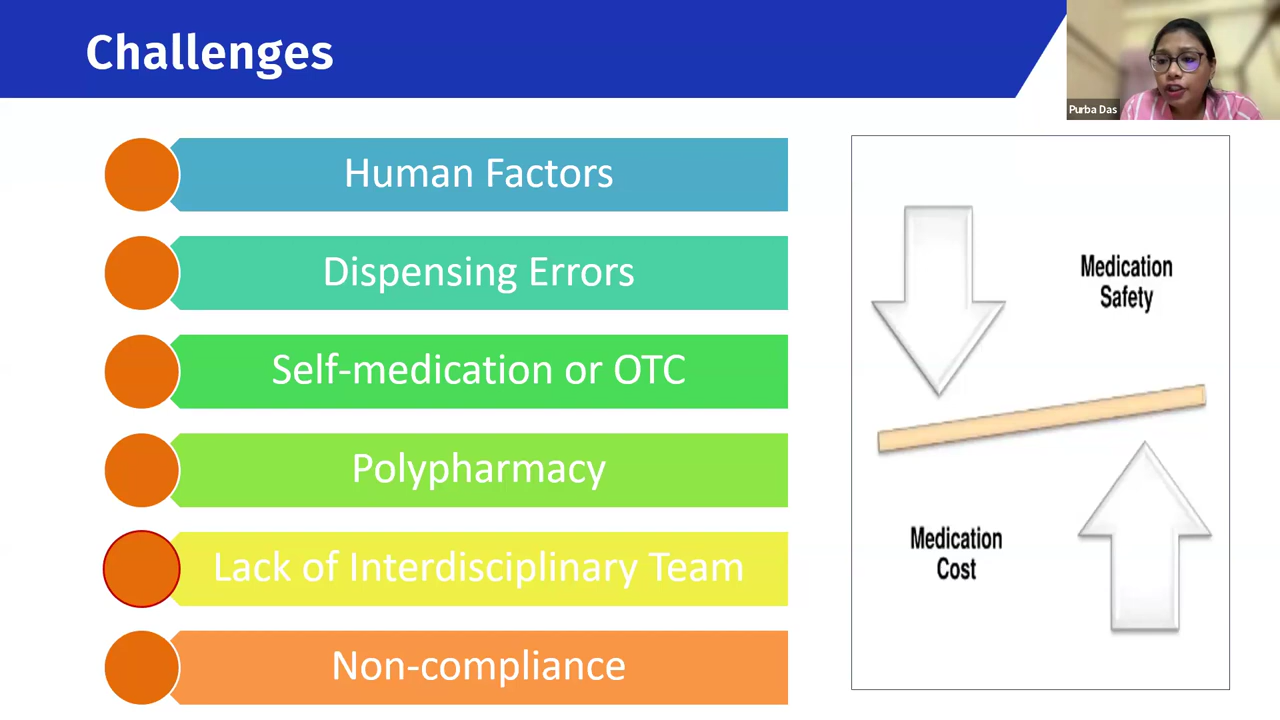 Challenges
Purba Das
Human Factors
Dispensing Errors
Self-medication or OTC
Polypharmacy
Lack of Interdisciplinary Team
Non-compliance
Medication
Safety
Medication
Cost